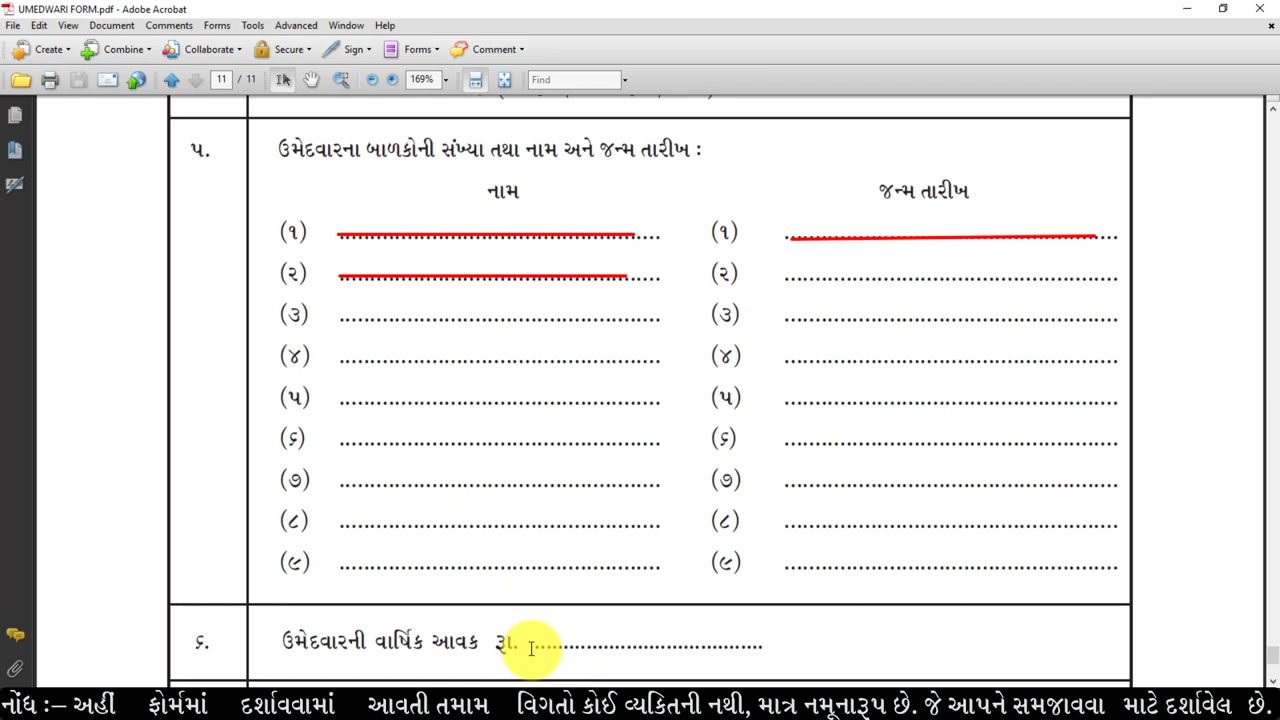 UMEDWARI FORM.pdf - Adobe Acrobat
File Edit View Document Comments Forms Tools Advanced Window Help
Create Combine Collaborate Secure Sign Forms Comment
11 / 11 169% Find
૫. ઉમેદવારના બાળકોની સંખ્યા તથા નામ અને જન્મ તારીખ :
નામ જન્મ તારીખ
(૧) (૧)
(૨) (૨)
(૩) (૩)
(૪) (૪)
(૫) (૫)
(૬) (૬)
(૭) (૭)
(૮) (૮)
(૯) (૯)
૬. ઉમેદવારની વાર્ષિક આવક રૂા. ........................................
નોંધ :– અહીં ફોર્મમાં દર્શાવવામાં આવતી તમામ વિગતો કોઈ વ્યકિતની નથી, માત્ર નમૂનારૂપ છે. જે આપને સમજાવવા માટે દર્શાવેલ છે.